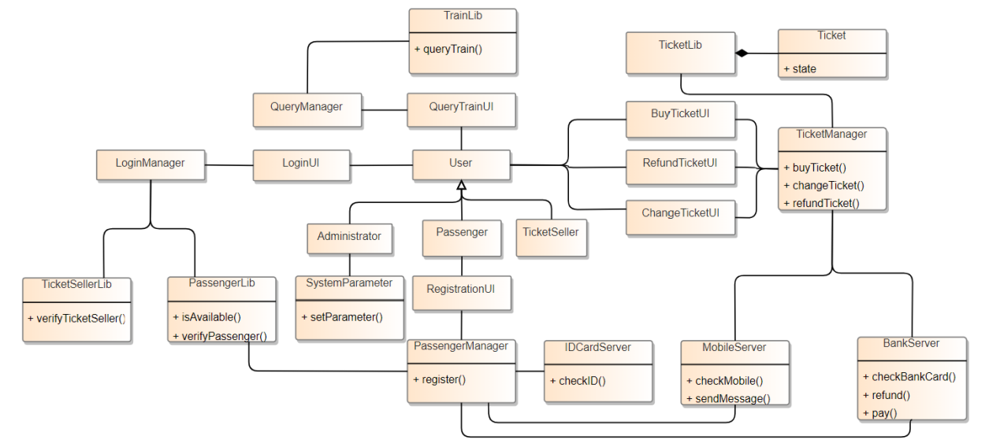 TrainLib
+ queryTrain()
TicketLib
Ticket
+ state
QueryManager
QueryTrainUI
BuyTicketUI
TicketManager
+ buyTicket()
+ changeTicket()
+ refundTicket()
LoginManager
LoginUI
User
RefundTicketUI
ChangeTicketUI
Administrator
Passenger
TicketSeller
TicketSellerLib
+ verifyTicketSeller()
PassengerLib
+ isAvailable()
+ verifyPassenger()
SystemParameter
+ setParameter()
RegistrationUI
PassengerManager
+ register()
IDCardServer
+ checkID()
MobileServer
+ checkMobile()
+ sendMessage()
BankServer
+ checkBankCard()
+ refund()
+ pay()